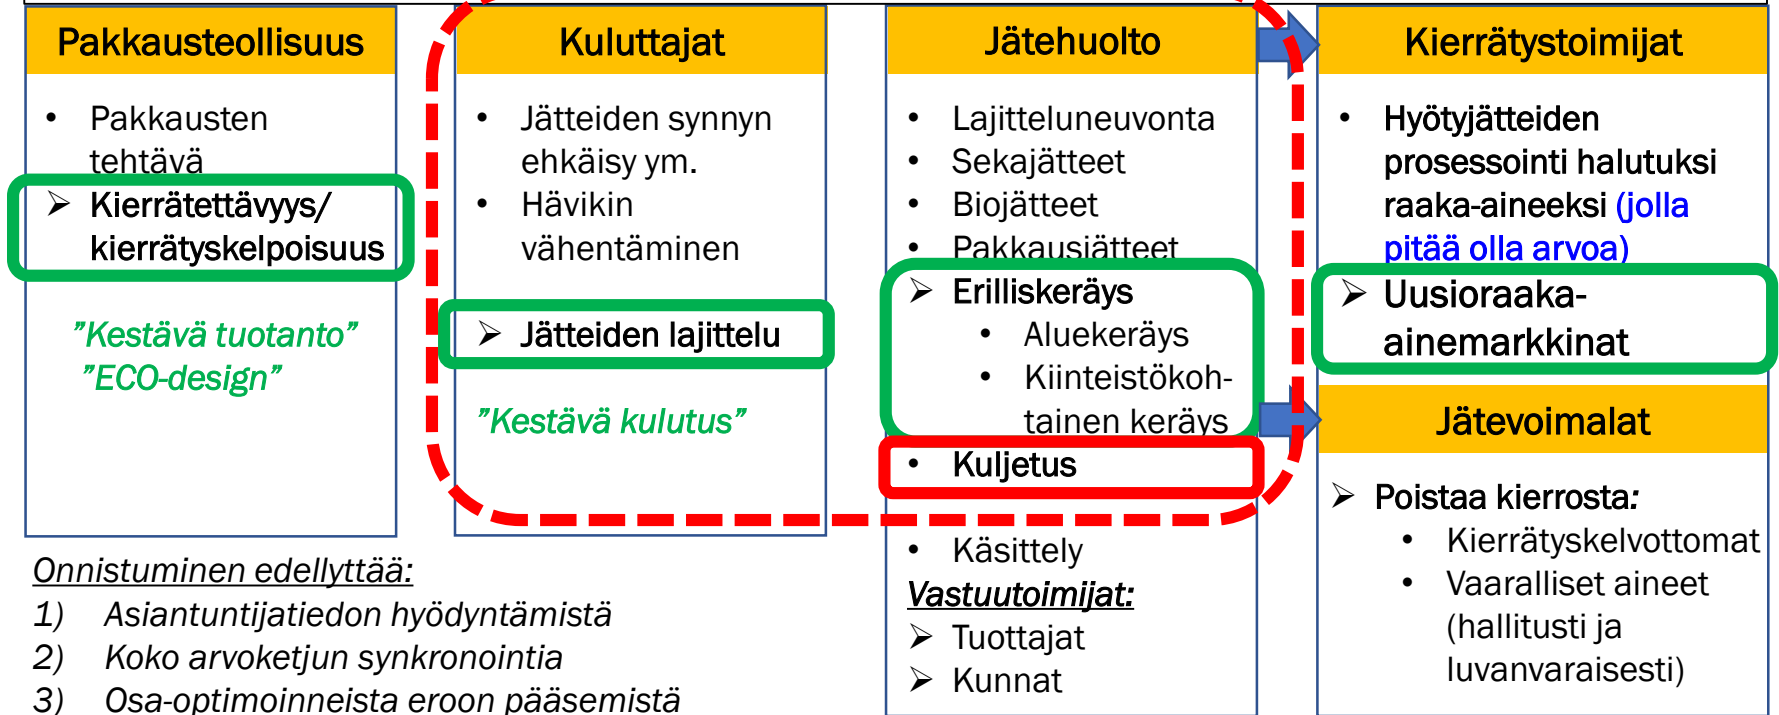 Pakkausteollisuus
• Pakkausten
tehtävä
➢ Kierrätettävyys/
kierrätyskelpoisuus
”Kestävä tuotanto”
”ECO-design”
Kuluttajat
• Jätteiden synnyn
ehkäisy ym.
• Hävikin
vähentäminen
➢ Jätteiden lajittelu
”Kestävä kulutus”
Jätehuolto
• Lajitteluneuvonta
• Sekajätteet
• Biojätteet
• Pakkausjätteet
➢ Erilliskeräys
• Aluekeräys
• Kiinteistökoh-
tainen keräys
• Kuljetus
• Käsittely
Vastuutoimijat:
➢ Tuottajat
➢ Kunnat
Kierrätystoimijat
• Hyötyjätteiden
prosessointi halutuksi
raaka-aineeksi (jolla
pitää olla arvoa)
➢ Uusioraaka-
ainemarkkinat
Jätevoimalat
➢ Poistaa kierrosta:
• Kierrätyskelvottomat
• Vaaralliset aineet
(hallitusti ja
luvanvaraisesti)
Onnistuminen edellyttää:
1) Asiantuntijatiedon hyödyntämistä
2) Koko arvoketjun synkronointia
3) Osa-optimoinneista eroon pääsemistä